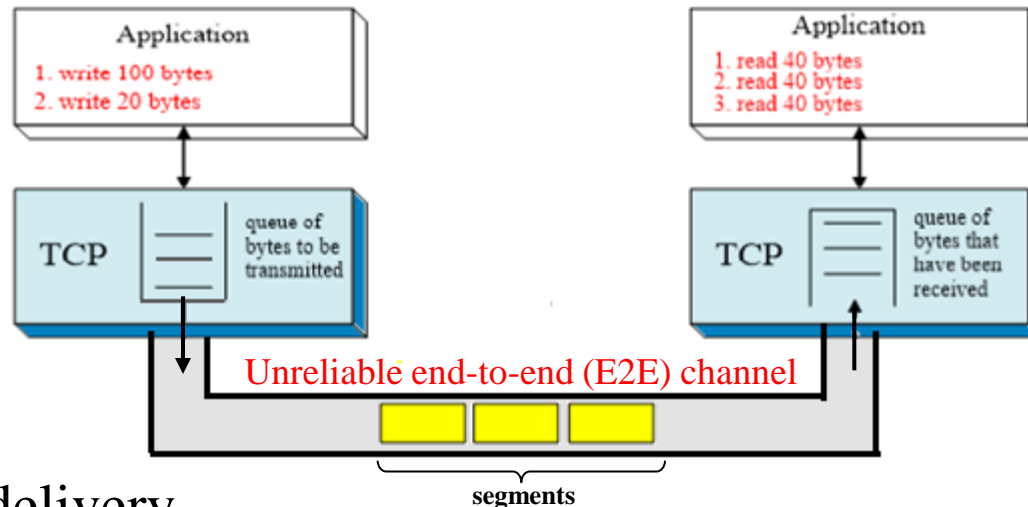 Application
1. write 100 bytes
2. write 20 bytes
Application
1. read 40 bytes
2. read 40 bytes
3. read 40 bytes
TCP
queue of
bytes to be
transmitted
TCP
queue of
bytes that
have been
received
Unreliable end-to-end (E2E) channel
segments
delivery